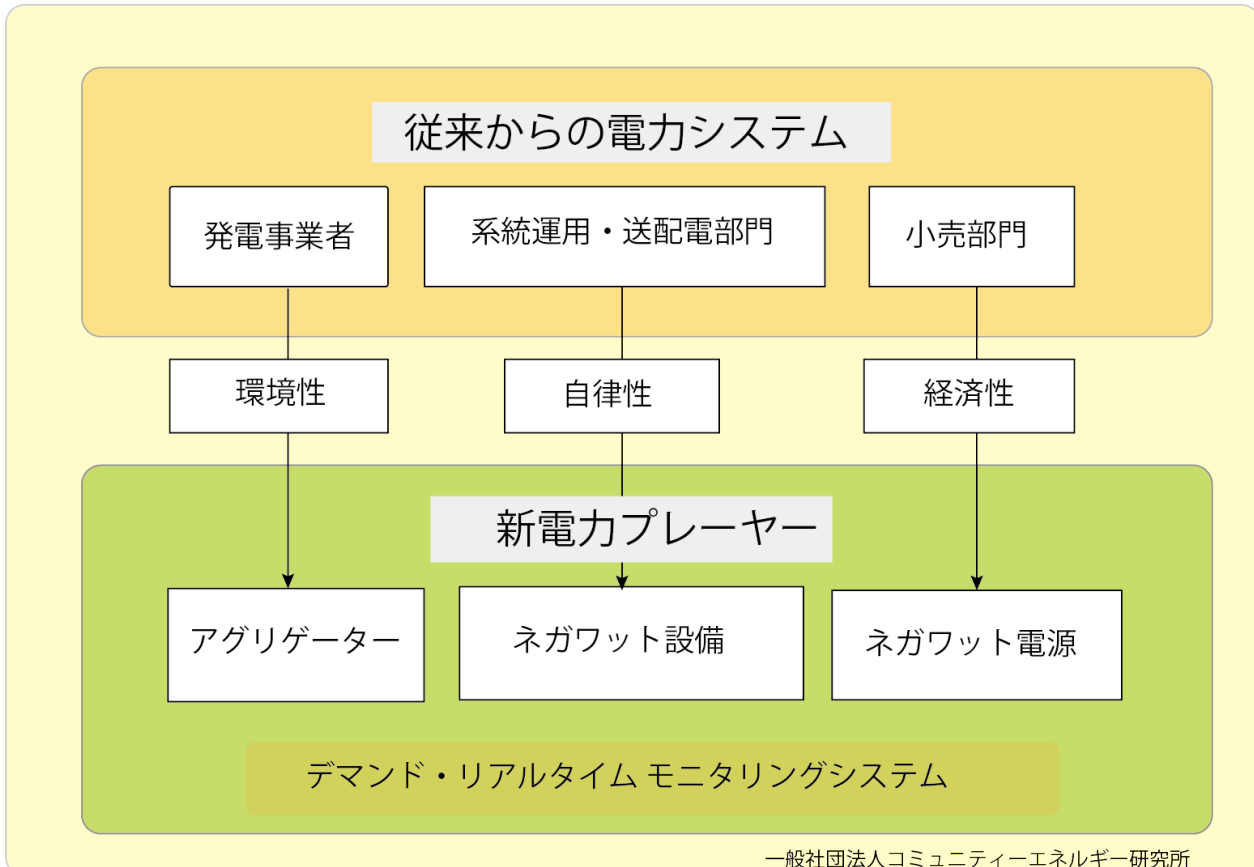 従来からの電力システム
発電事業者
系統運用・送配電部門
小売部門
環境性
自律性
経済性
新電力プレーヤー
アグリゲーター
ネガワット設備
ネガワット電源
デマンド・リアルタイム モニタリングシステム
一般社団法人コミュニティーエネルギー研究所